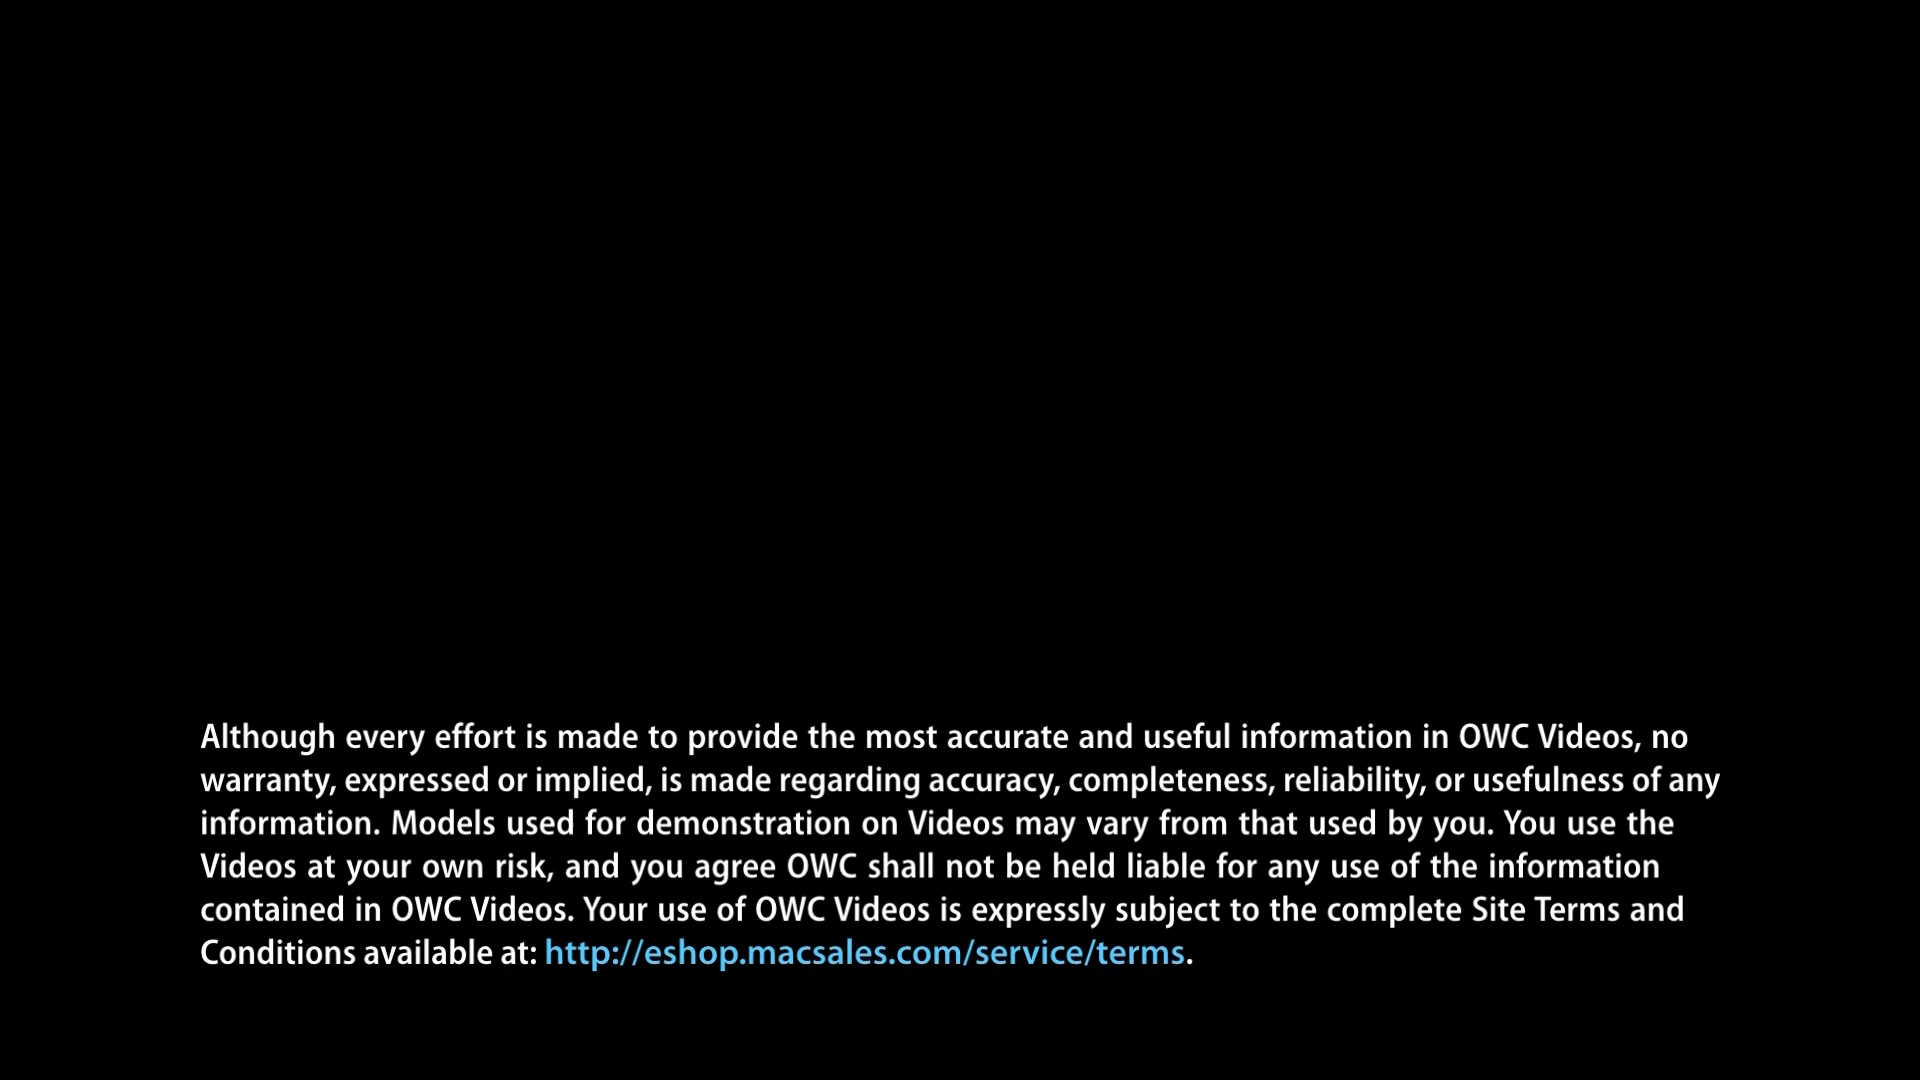 Although every effort is made to provide the most accurate and useful information in OWC Videos, no
warranty, expressed or implied, is made regarding accuracy, completeness, reliability, or usefulness of any
information. Models used for demonstration on Videos may vary from that used by you. You use the
Videos at your own risk, and you agree OWC shall not be held liable for any use of the information
contained in OWC Videos. Your use of OWC Videos is expressly subject to the complete Site Terms and
Conditions available at: http://eshop.macsales.com/service/terms.